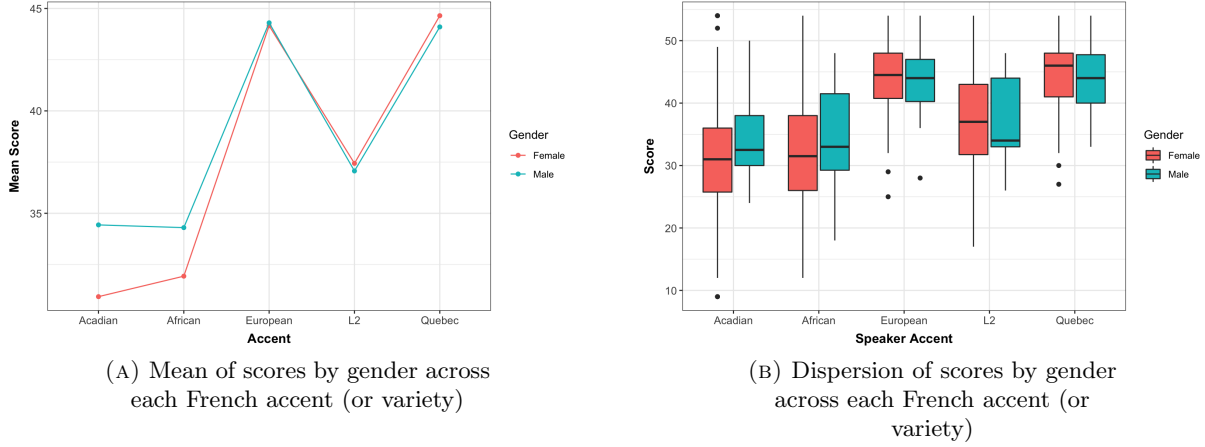 45
40
35
Mean Score
Acadian
African
European
L2
Quebec
Accent
Gender
Female
Male
(A) Mean of scores by gender across
each French accent (or variety)
50
40
30
20
10
Score
Acadian
African
European
L2
Quebec
Speaker Accent
Gender
Female
Male
(B) Dispersion of scores by gender
across each French accent (or
variety)